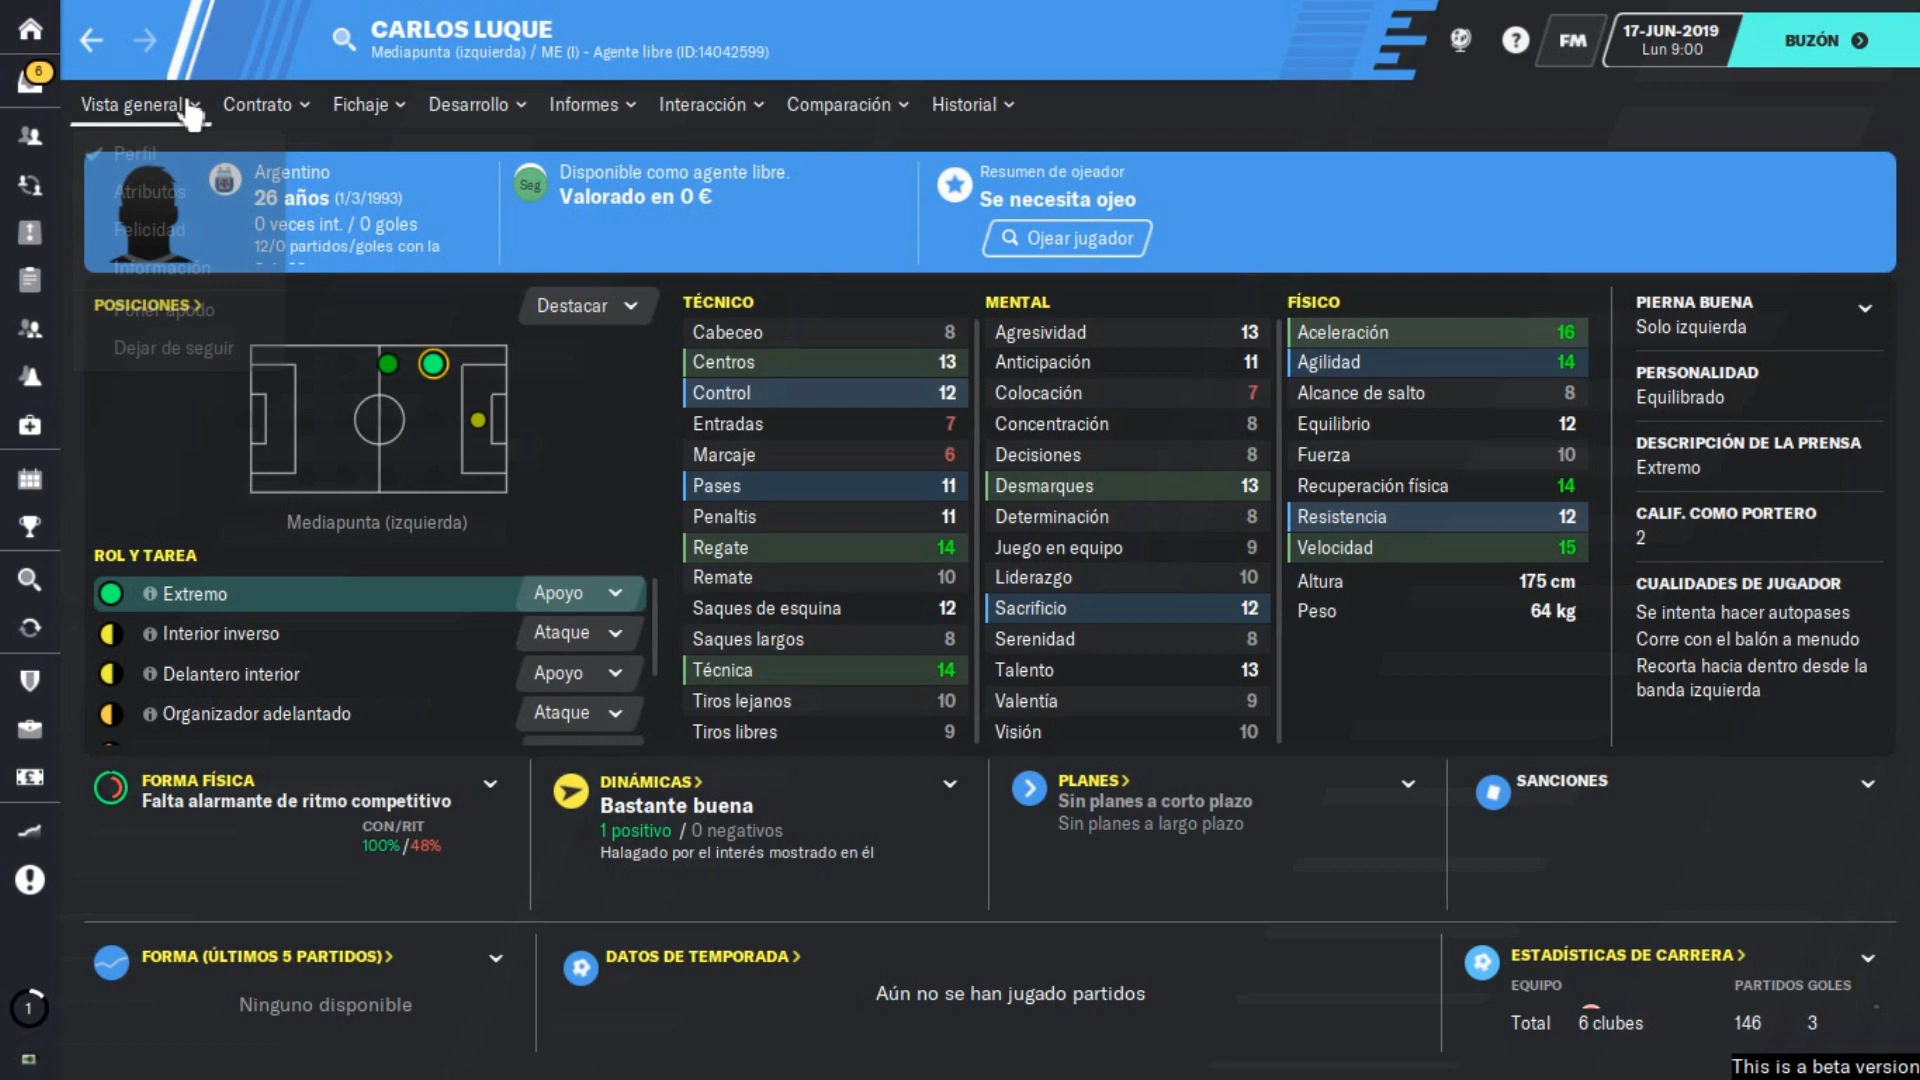 CARLOS LUQUE
Mediapunta (izquierda) / ME (I) - Agente libre (ID:14042599)
FM
17-JUN-2019
Lun 9:00
BUZÓN
6
Vista general
Contrato
Fichaje
Desarrollo
Informes
Interacción
Comparación
Historial
Perfil
Atributos
Felicidad
Información
Poner apodo
Dejar de seguir
Argentino
26 años (1/3/1993)
0 veces int. / 0 goles
12/0 partidos/goles con la
Seg
Disponible como agente libre.
Valorado en 0 €
Resumen de ojeador
Se necesita ojeo
Ojear jugador
POSICIONES
Destacar
Mediapunta (izquierda)
ROL Y TAREA
Extremo Apoyo
Interior inverso Ataque
Delantero interior Apoyo
Organizador adelantado Ataque
TÉCNICO
Cabeceo 8
Centros 13
Control 12
Entradas 7
Marcaje 6
Pases 11
Penaltis 11
Regate 14
Remate 10
Saques de esquina 12
Saques largos 8
Técnica 14
Tiros lejanos 10
Tiros libres 9
MENTAL
Agresividad 13
Anticipación 11
Colocación 7
Concentración 8
Decisiones 8
Desmarques 13
Determinación 8
Juego en equipo 9
Liderazgo 10
Sacrificio 12
Serenidad 8
Talento 13
Valentía 9
Visión 10
FÍSICO
Aceleración 16
Agilidad 14
Alcance de salto 8
Equilibrio 12
Fuerza 10
Recuperación física 14
Resistencia 12
Velocidad 15
Altura 175 cm
Peso 64 kg
PIERNA BUENA
Solo izquierda
PERSONALIDAD
Equilibrado
DESCRIPCIÓN DE LA PRENSA
Extremo
CALIF. COMO PORTERO
2
CUALIDADES DE JUGADOR
Se intenta hacer autopases
Corre con el balón a menudo
Recorta hacia dentro desde la
banda izquierda
FORMA FÍSICA
Falta alarmante de ritmo competitivo
CON/RIT
100% / 48%
DINÁMICAS
Bastante buena
1 positivo / 0 negativos
Halagado por el interés mostrado en él
PLANES
Sin planes a corto plazo
Sin planes a largo plazo
SANCIONES
FORMA (ÚLTIMOS 5 PARTIDOS)
Ninguno disponible
DATOS DE TEMPORADA
Aún no se han jugado partidos
ESTADÍSTICAS DE CARRERA
EQUIPO PARTIDOS GOLES
Total 6 clubes 146 3
1
This is a beta version